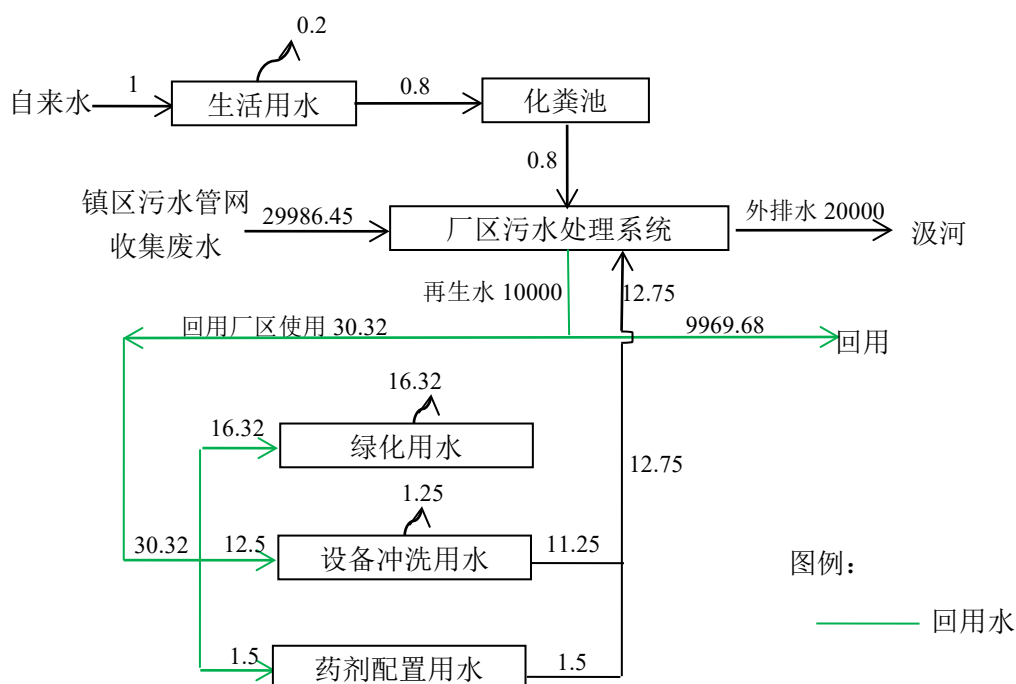 0.2
自来水
1
生活用水
0.8
化粪池
0.8
镇区污水管网
收集废水
29986.45
厂区污水处理系统
外排水 20000
汲河
再生水 10000
12.75
回用厂区使用 30.32
9969.68
回用
16.32
16.32
绿化用水
12.75
1.25
30.32
12.5
设备冲洗用水
11.25
图例：
回用水
1.5
药剂配置用水
1.5